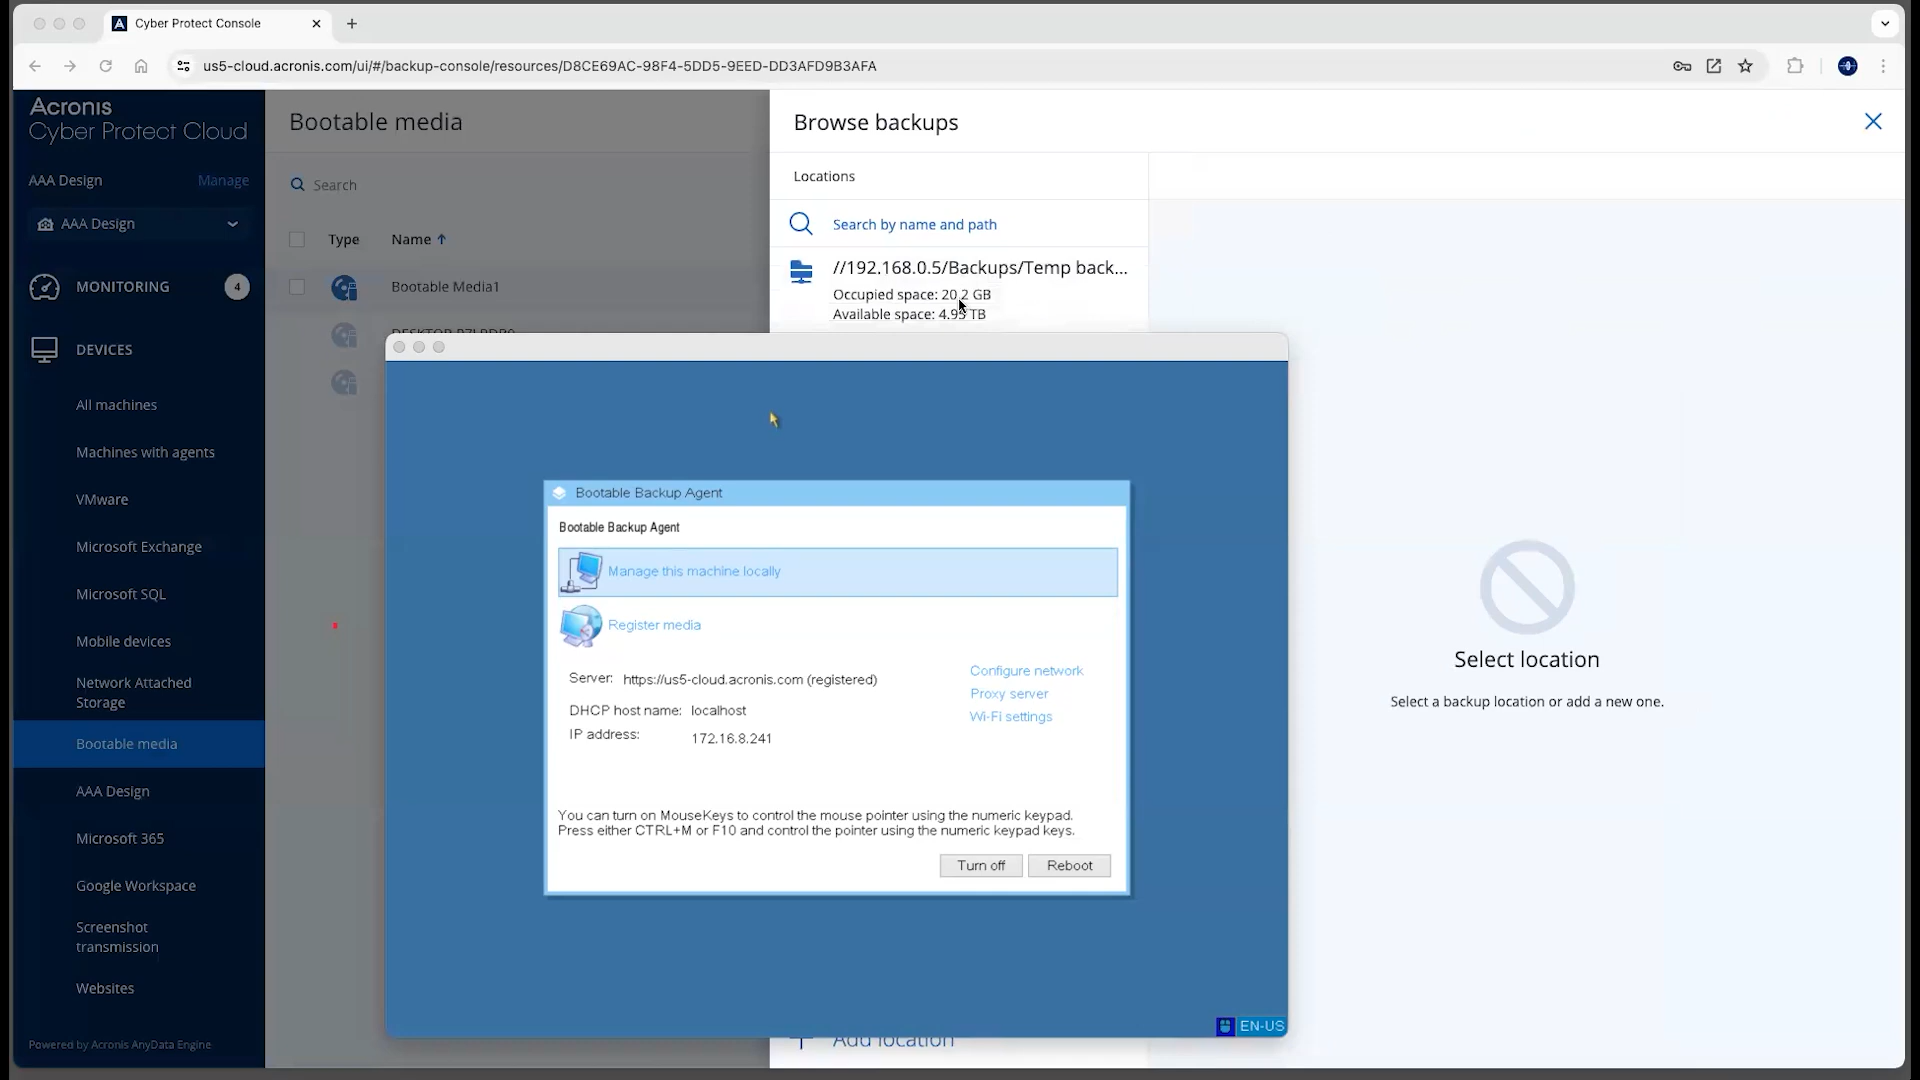 Cyber Protect Console
us5-cloud.acronis.com/ui/#/backup-console/resources/D8CE69AC-98F4-5DD5-9EED-DD3AFD9B3AFA
Acronis
Cyber Protect Cloud
AAA Design
Manage
AAA Design
MONITORING
4
DEVICES
All machines
Machines with agents
VMware
Microsoft Exchange
Microsoft SQL
Mobile devices
Network Attached
Storage
Bootable media
AAA Design
Microsoft 365
Google Workspace
Screenshot
transmission
Websites
Powered by Acronis AnyData Engine
Bootable media
Search
Type
Name
Bootable Media1
Browse backups
Locations
Search by name and path
//192.168.0.5/Backups/Temp back...
Occupied space: 20.2 GB
Available space: 4.95 TB
Add location
Select location
Select a backup location or add a new one.
Bootable Backup Agent
Bootable Backup Agent
Manage this machine locally
Register media
Server: https://us5-cloud.acronis.com (registered)
DHCP host name: localhost
IP address: 172.16.8.241
Configure network
Proxy server
Wi-Fi settings
You can turn on MouseKeys to control the mouse pointer using the numeric keypad.
Press either CTRL+M or F10 and control the pointer using the numeric keypad keys.
Turn off
Reboot
EN-US